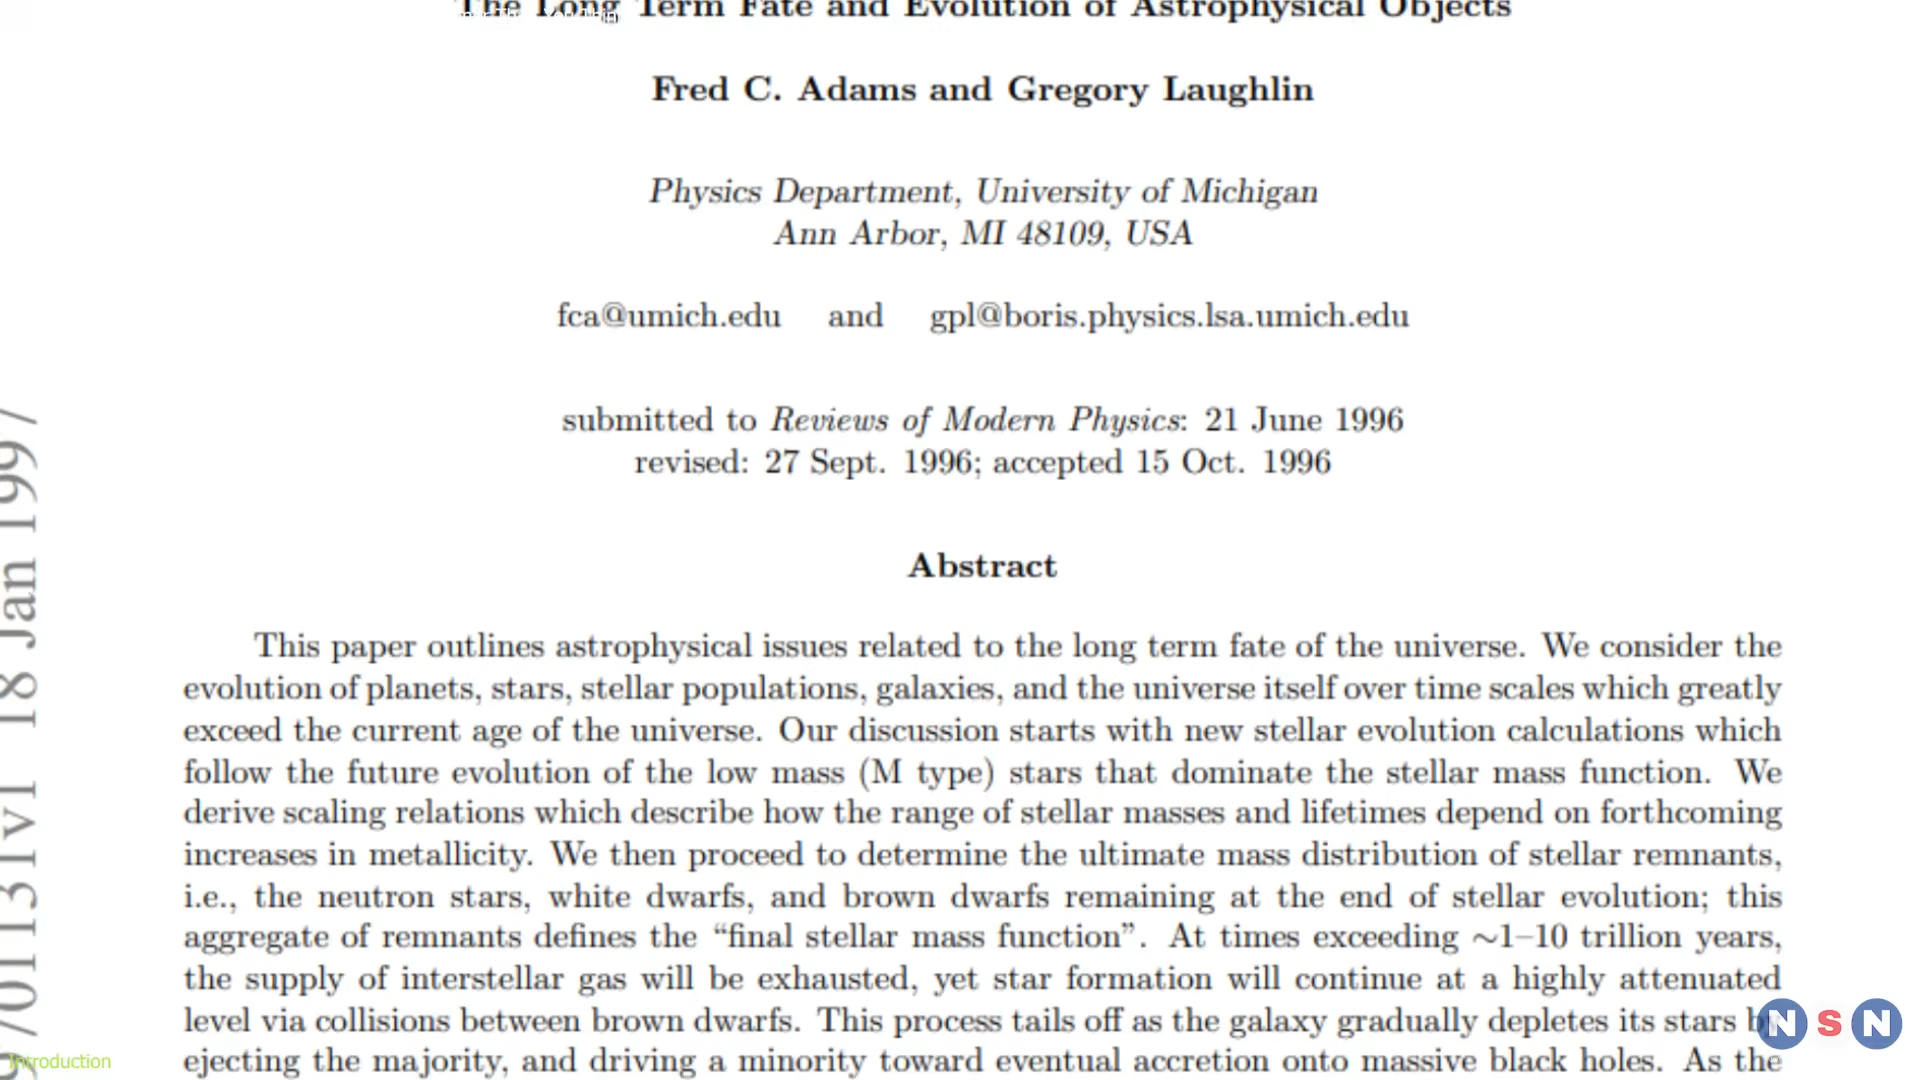 The Long Term Fate and Evolution of Astrophysical Objects
Fred C. Adams and Gregory Laughlin
Physics Department, University of Michigan
Ann Arbor, MI 48109, USA
fca@umich.edu and gpl@boris.physics.lsa.umich.edu
submitted to Reviews of Modern Physics: 21 June 1996
revised: 27 Sept. 1996; accepted 15 Oct. 1996
Abstract
This paper outlines astrophysical issues related to the long term fate of the universe. We consider the
evolution of planets, stars, stellar populations, galaxies, and the universe itself over time scales which greatly
exceed the current age of the universe. Our discussion starts with new stellar evolution calculations which
follow the future evolution of the low mass (M type) stars that dominate the stellar mass function. We
derive scaling relations which describe how the range of stellar masses and lifetimes depend on forthcoming
increases in metallicity. We then proceed to determine the ultimate mass distribution of stellar remnants,
i.e., the neutron stars, white dwarfs, and brown dwarfs remaining at the end of stellar evolution; this
aggregate of remnants defines the “final stellar mass function”. At times exceeding ∼1–10 trillion years,
the supply of interstellar gas will be exhausted, yet star formation will continue at a highly attenuated
level via collisions between brown dwarfs. This process tails off as the galaxy gradually depletes its stars by
ejecting the majority, and driving a minority toward eventual accretion onto massive black holes. As the
9701131v1 18 Jan 1997
Introduction
NSN